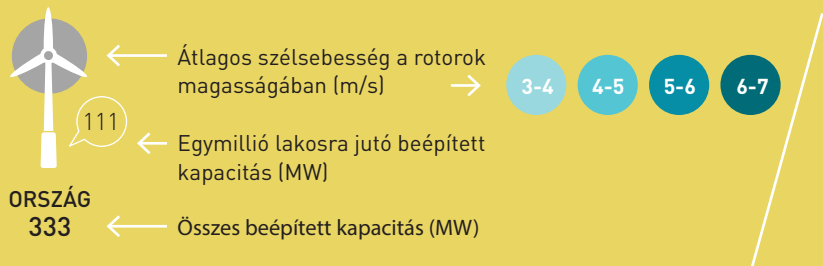 Átlagos szélsebesség a rotorok
magasságában (m/s)
3-4 4-5 5-6 6-7
111
Egymillió lakosra jutó beépített
kapacitás (MW)
ORSZÁG
333
Összes beépített kapacitás (MW)